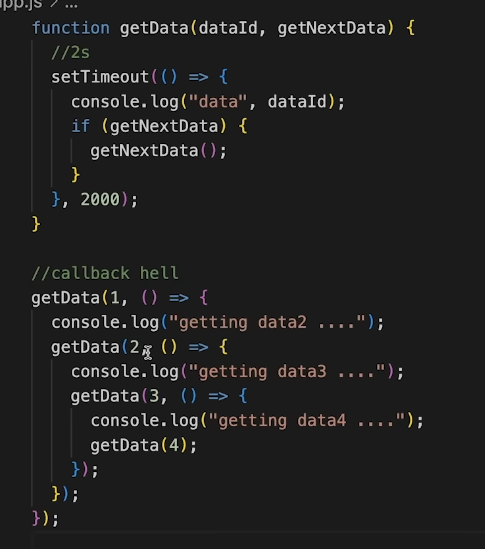 app.js > ...
function getData(dataId, getNextData) {
  //2s
  setTimeout(() => {
    console.log("data", dataId);
    if (getNextData) {
      getNextData();
    }
  }, 2000);
}

//callback hell
getData(1, () => {
  console.log("getting data2 ....");
  getData(2, () => {
    console.log("getting data3 ....");
    getData(3, () => {
      console.log("getting data4 ....");
      getData(4);
    });
  });
});